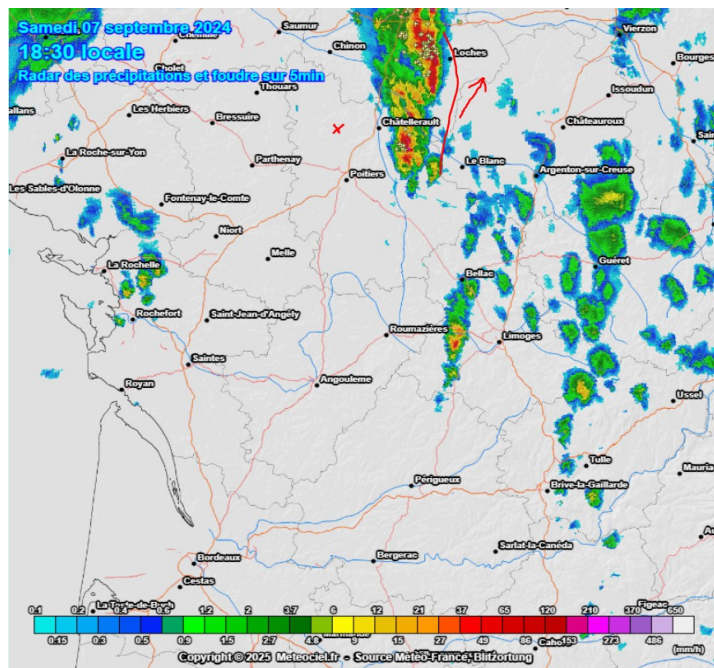 Samedi 07 septembre 2024
18:30 locale
Radar des précipitations et foudre sur 5min
Saumur
Vierzon
Chinon
Loches
Bourges
Cholet
Thouars
Issoudun
Les Herbiers
Bressuire
Châtellerault
Châteauroux
La Roche-sur-Yon
Parthenay
Le Blanc
Poitiers
Argenton-sur-Creuse
Les Sables-d'Olonne
Fontenay-le-Comte
Niort
Melle
La Rochelle
Guéret
Bellac
Rochefort
Saint-Jean-d'Angély
Roumazières
Limoges
Saintes
Royan
Angouleme
Ussel
Tulle
Mauria
Périgueux
Brive-la-Gaillarde
Sarlat-la-Canéda
Bordeaux
Bergerac
Cestas
Figeac
0.1 0.2 0.4 0.7 1.2 2 3.7 6 12 21 37 65 120 210 370 650
0.15 0.3 0.5 0.9 1.5 2.7 4.9 8 15 27 49 86 153 273 486 (mm/h)
Copyright © 2025 Meteociel.fr - Source Météo-France, Blitzortung